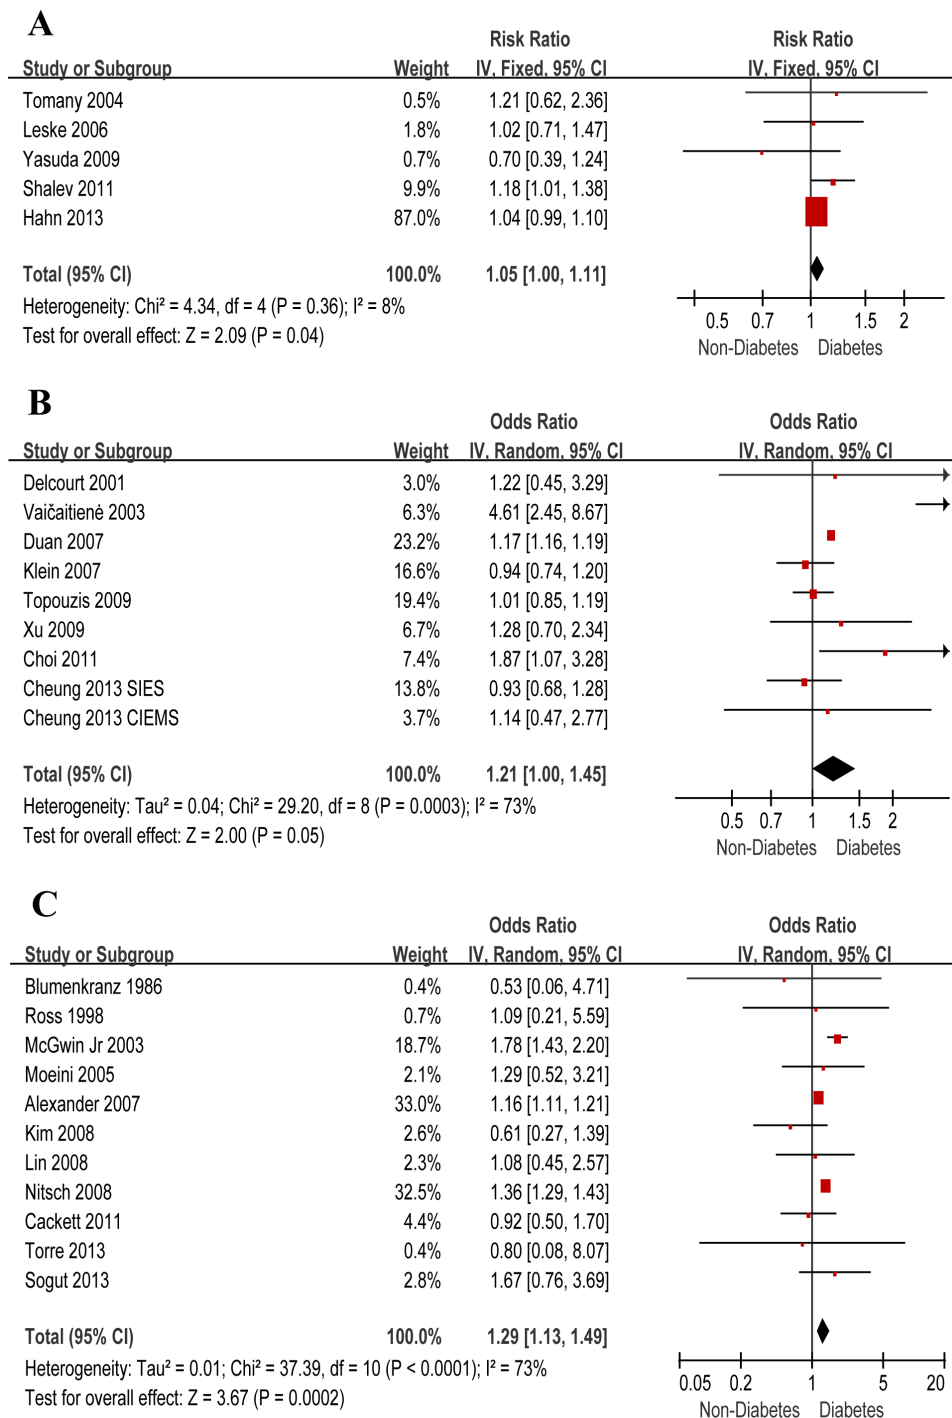 A
Risk Ratio Risk Ratio
Study or Subgroup Weight IV, Fixed, 95% CI IV, Fixed, 95% CI
Tomany 2004 0.5% 1.21 [0.62, 2.36]
Leske 2006 1.8% 1.02 [0.71, 1.47]
Yasuda 2009 0.7% 0.70 [0.39, 1.24]
Shalev 2011 9.9% 1.18 [1.01, 1.38]
Hahn 2013 87.0% 1.04 [0.99, 1.10]
Total (95% CI) 100.0% 1.05 [1.00, 1.11]
Heterogeneity: Chi² = 4.34, df = 4 (P = 0.36); I² = 8%
Test for overall effect: Z = 2.09 (P = 0.04)
0.5 0.7 1 1.5 2
Non-Diabetes Diabetes
B
Odds Ratio Odds Ratio
Study or Subgroup Weight IV, Random, 95% CI IV, Random, 95% CI
Delcourt 2001 3.0% 1.22 [0.45, 3.29]
Vaičaitienė 2003 6.3% 4.61 [2.45, 8.67]
Duan 2007 23.2% 1.17 [1.16, 1.19]
Klein 2007 16.6% 0.94 [0.74, 1.20]
Topouzis 2009 19.4% 1.01 [0.85, 1.19]
Xu 2009 6.7% 1.28 [0.70, 2.34]
Choi 2011 7.4% 1.87 [1.07, 3.28]
Cheung 2013 SIES 13.8% 0.93 [0.68, 1.28]
Cheung 2013 CIEMS 3.7% 1.14 [0.47, 2.77]
Total (95% CI) 100.0% 1.21 [1.00, 1.45]
Heterogeneity: Tau² = 0.04; Chi² = 29.20, df = 8 (P = 0.0003); I² = 73%
Test for overall effect: Z = 2.00 (P = 0.05)
0.5 0.7 1 1.5 2
Non-Diabetes Diabetes
C
Odds Ratio Odds Ratio
Study or Subgroup Weight IV, Random, 95% CI IV, Random, 95% CI
Blumenkranz 1986 0.4% 0.53 [0.06, 4.71]
Ross 1998 0.7% 1.09 [0.21, 5.59]
McGwin Jr 2003 18.7% 1.78 [1.43, 2.20]
Moeini 2005 2.1% 1.29 [0.52, 3.21]
Alexander 2007 33.0% 1.16 [1.11, 1.21]
Kim 2008 2.6% 0.61 [0.27, 1.39]
Lin 2008 2.3% 1.08 [0.45, 2.57]
Nitsch 2008 32.5% 1.36 [1.29, 1.43]
Cackett 2011 4.4% 0.92 [0.50, 1.70]
Torre 2013 0.4% 0.80 [0.08, 8.07]
Sogut 2013 2.8% 1.67 [0.76, 3.69]
Total (95% CI) 100.0% 1.29 [1.13, 1.49]
Heterogeneity: Tau² = 0.01; Chi² = 37.39, df = 10 (P < 0.0001); I² = 73%
Test for overall effect: Z = 3.67 (P = 0.0002)
0.05 0.2 1 5 20
Non-Diabetes Diabetes